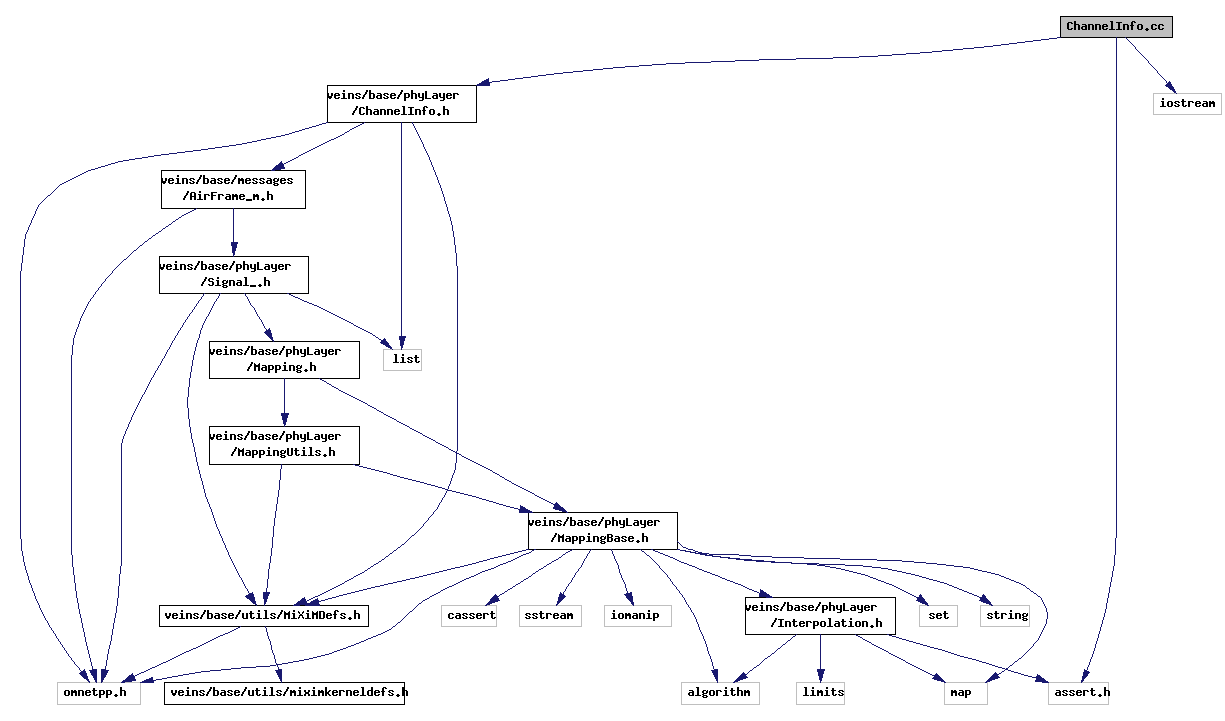 ChannelInfo.cc
veins/base/phyLayer
/ChannelInfo.h
iostream
veins/base/messages
/AirFrame_m.h
veins/base/phyLayer
/Signal_.h
veins/base/phyLayer
/Mapping.h
list
veins/base/phyLayer
/MappingUtils.h
veins/base/phyLayer
/MappingBase.h
veins/base/utils/MiXiMDefs.h
cassert
sstream
iomanip
veins/base/phyLayer
/Interpolation.h
set
string
omnetpp.h
veins/base/utils/miximkerneldefs.h
algorithm
limits
map
assert.h